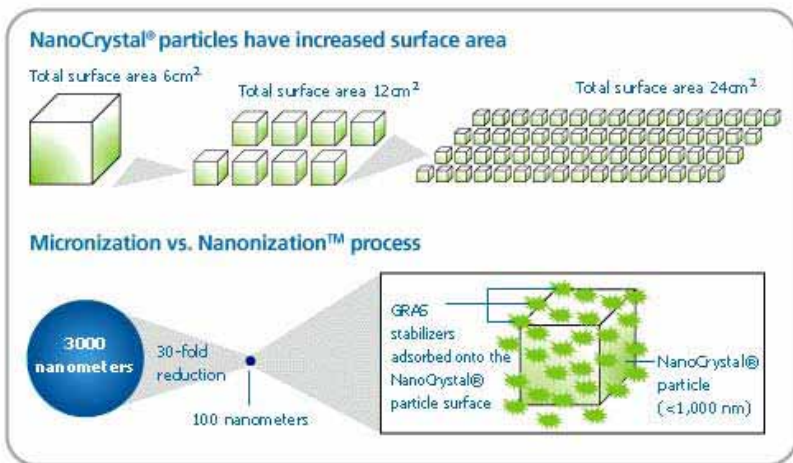 NanoCrystal® particles have increased surface area
Total surface area 6cm²
Total surface area 12cm²
Total surface area 24cm²
Micronization vs. Nanonization™ process
3000
nanometers
30-fold
reduction
100 nanometers
GRAS
stabilizers
adsorbed onto the
NanoCrystal®
particle surface
NanoCrystal®
particle
(<1,000 nm)